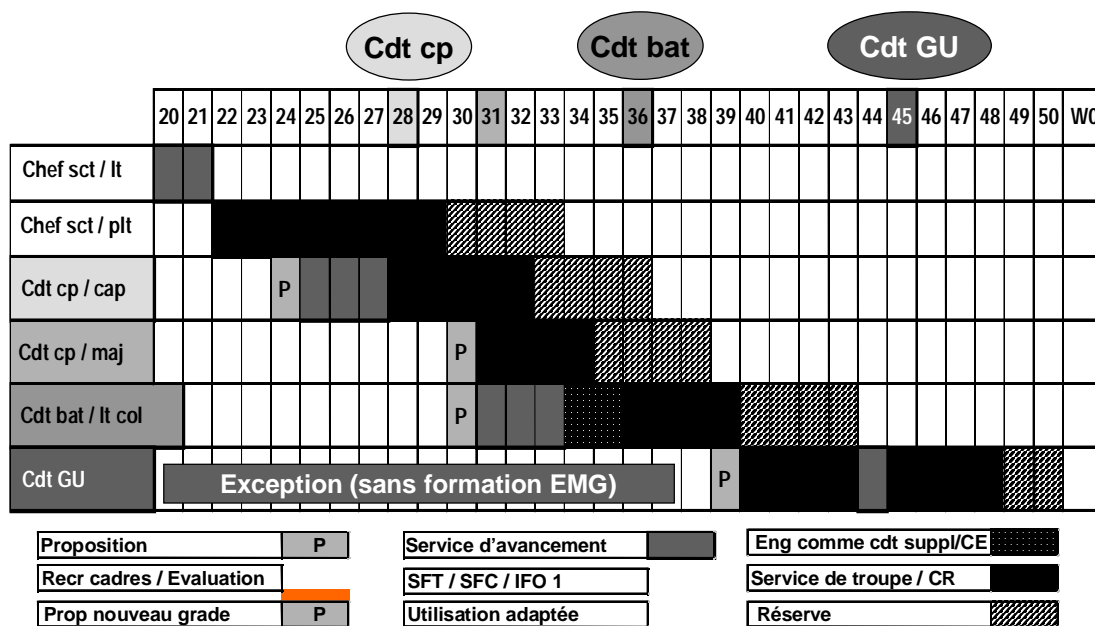 Cdt cp Cdt bat Cdt GU
20 21 22 23 24 25 26 27 28 29 30 31 32 33 34 35 36 37 38 39 40 41 42 43 44 45 46 47 48 49 50 WO
Chef sct / lt
Chef sct / plt
Cdt cp / cap P
Cdt cp / maj P
Cdt bat / lt col P
Cdt GU Exception (sans formation EMG) P
Proposition P Service d'avancement Eng comme cdt suppl/CE
Recr cadres / Evaluation SFT / SFC / IFO 1 Service de troupe / CR
Prop nouveau grade P Utilisation adaptée Réserve